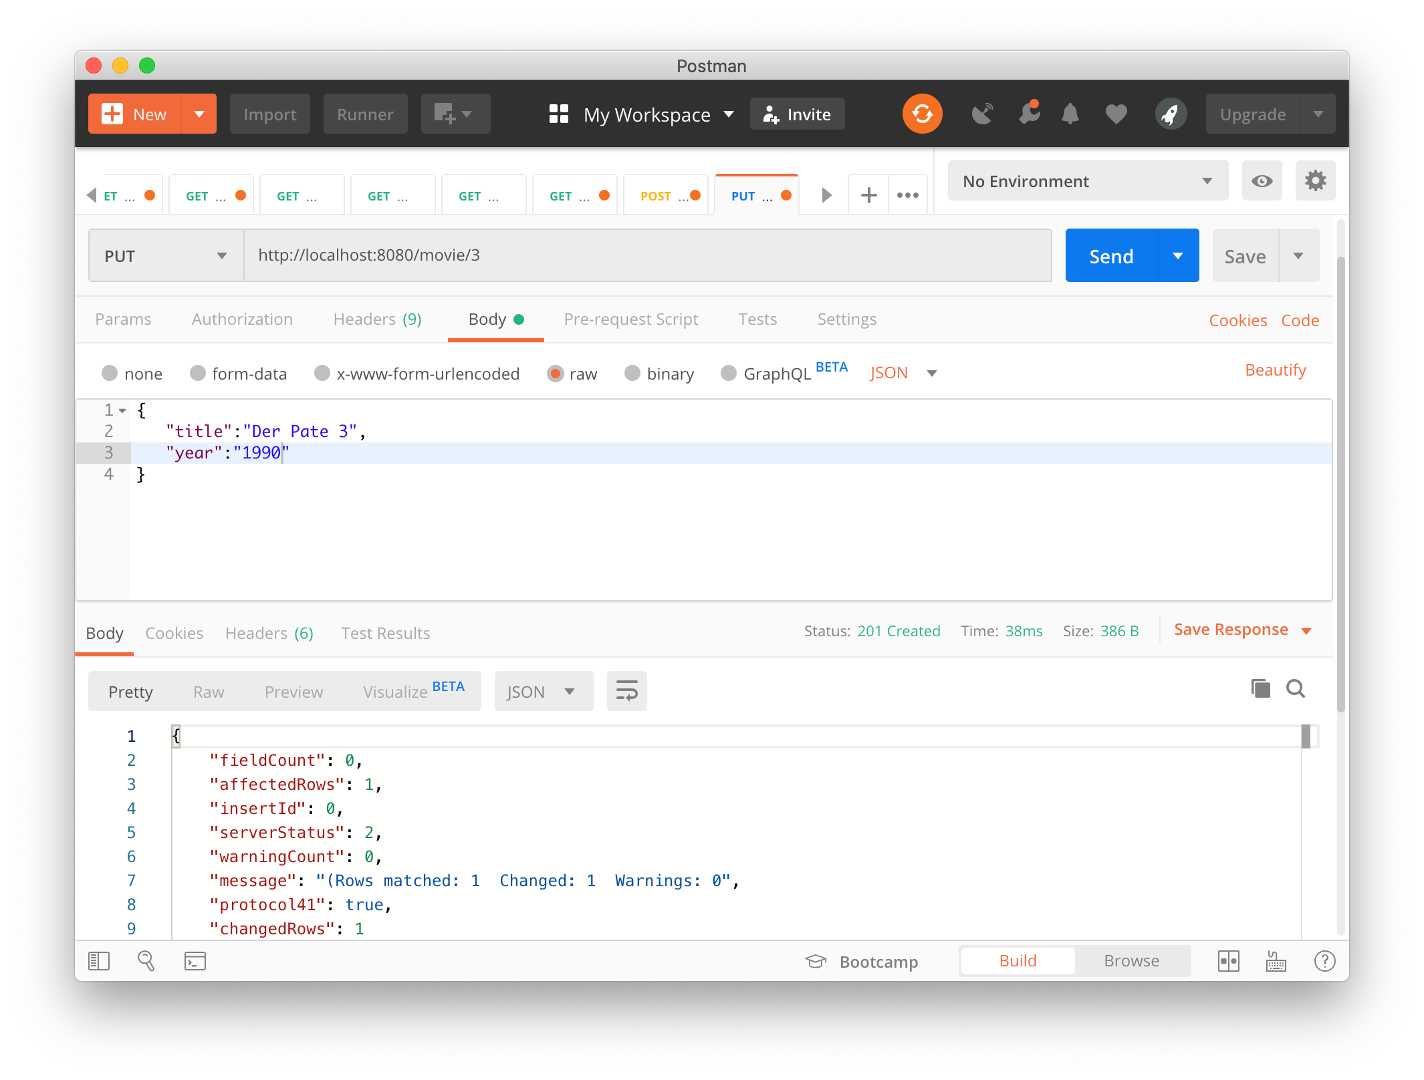 Postman
New Import Runner My Workspace Invite Upgrade
ET ... GET ... GET ... GET ... GET ... GET ... POST ... PUT ... No Environment
PUT http://localhost:8080/movie/3 Send Save
Params Authorization Headers (9) Body Pre-request Script Tests Settings Cookies Code
none form-data x-www-form-urlencoded raw binary GraphQL BETA JSON Beautify
1 {
2 "title":"Der Pate 3",
3 "year":"1990"
4 }
Body Cookies Headers (6) Test Results Status: 201 Created Time: 38ms Size: 386 B Save Response
Pretty Raw Preview Visualize BETA JSON
1 {
2 "fieldCount": 0,
3 "affectedRows": 1,
4 "insertId": 0,
5 "serverStatus": 2,
6 "warningCount": 0,
7 "message": "(Rows matched: 1  Changed: 1  Warnings: 0",
8 "protocol41": true,
9 "changedRows": 1
Bootcamp Build Browse